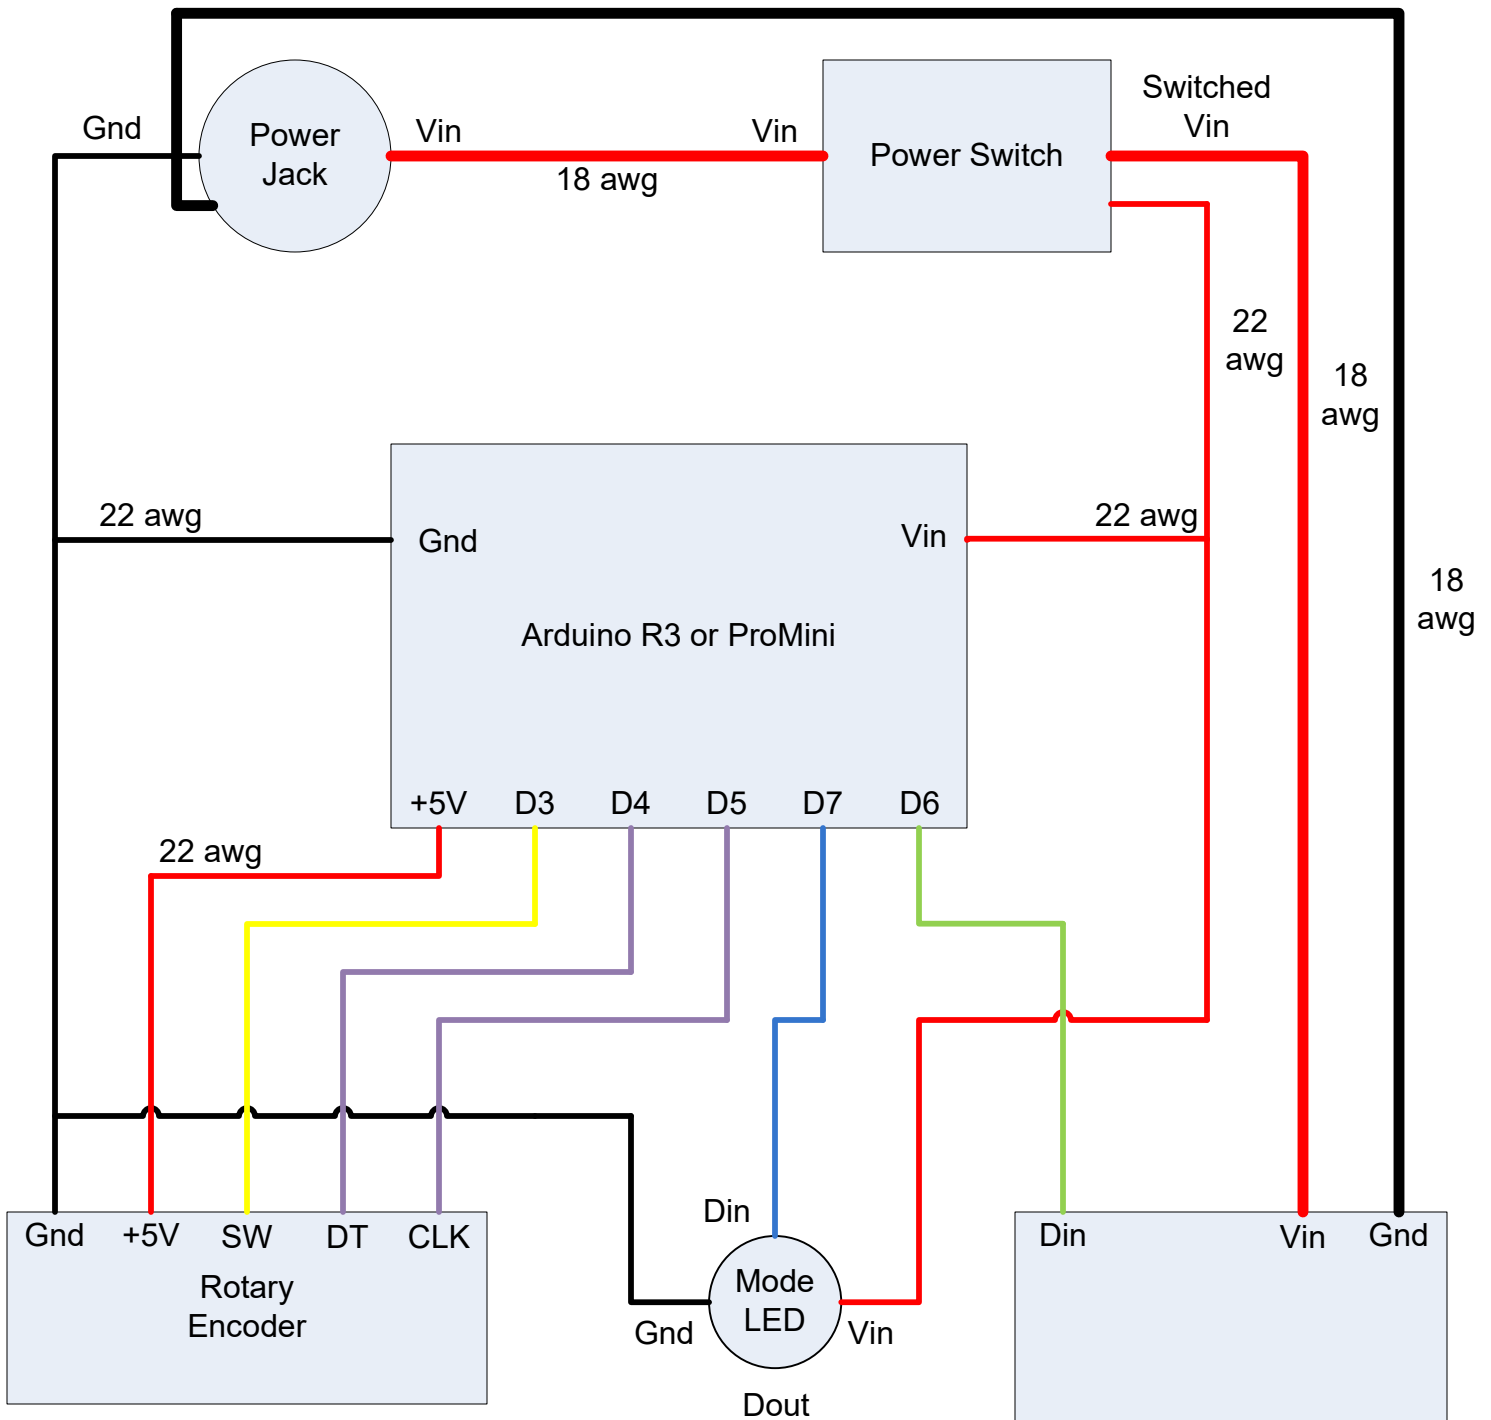 Gnd
Power
Jack
Vin
18 awg
Vin
Power Switch
Switched
Vin
22
awg
18
awg
18
awg
22 awg
Gnd
Vin
22 awg
Arduino R3 or ProMini
+5V
D3
D4
D5
D7
D6
22 awg
Gnd
+5V
SW
DT
CLK
Rotary
Encoder
Din
Mode
LED
Gnd
Vin
Dout
Din
Vin
Gnd